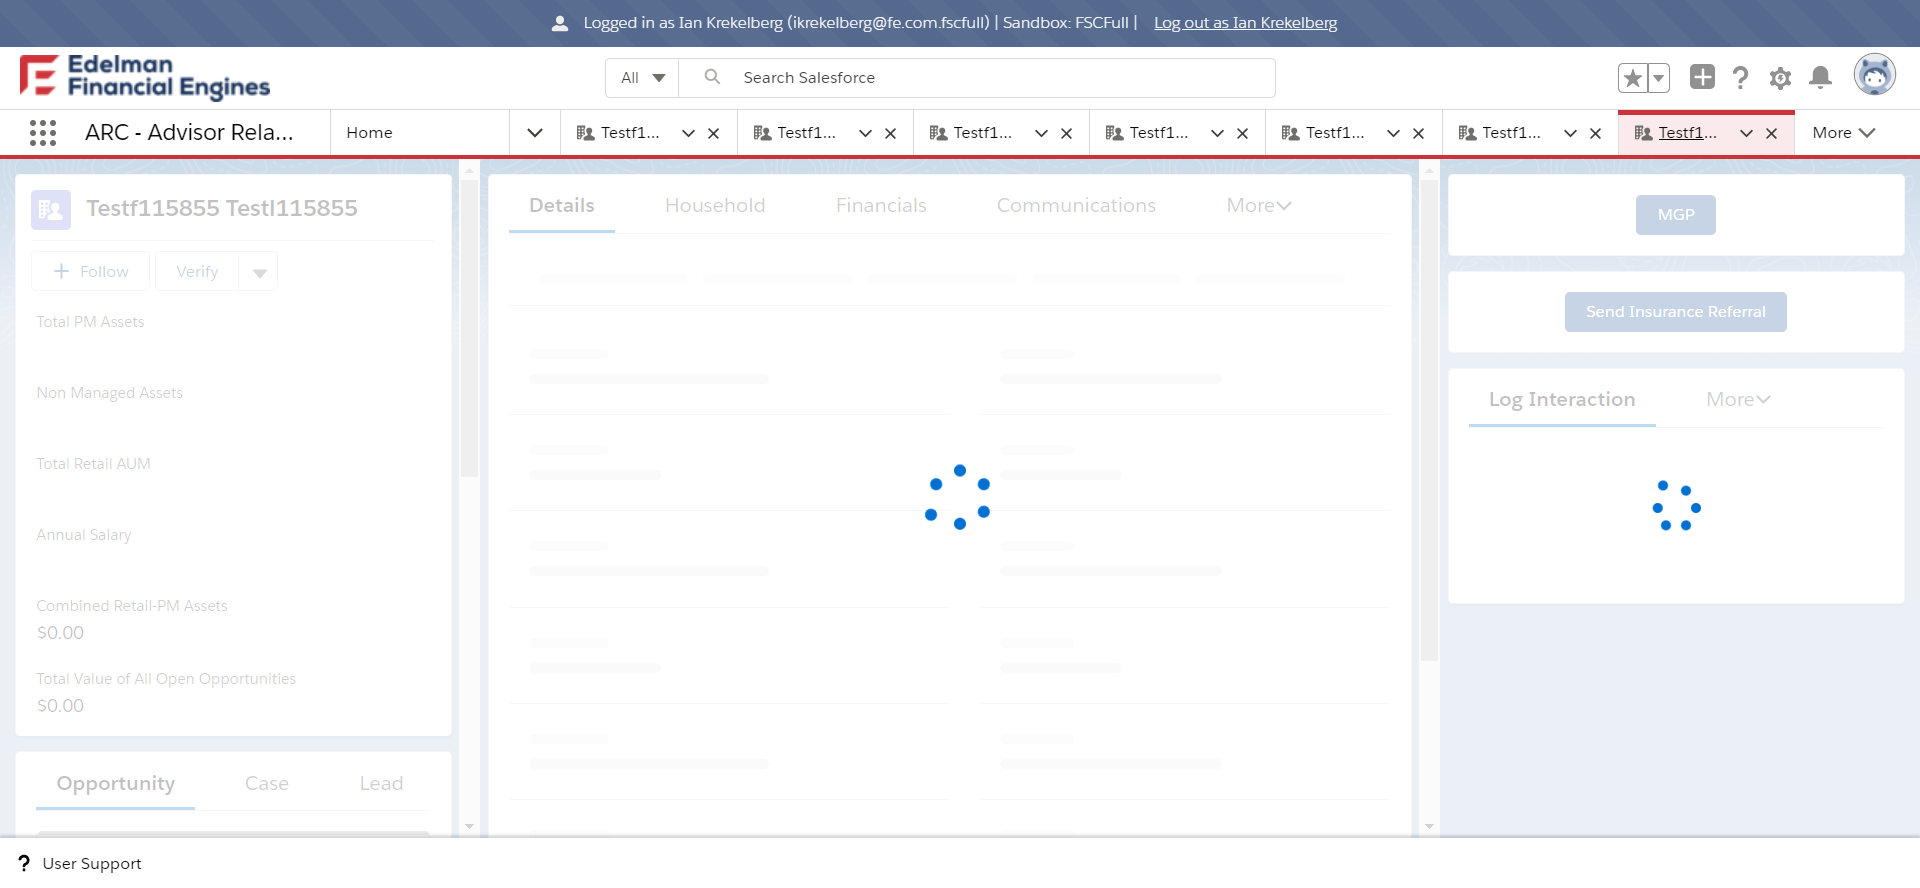 Logged in as Ian Krekelberg (ikrekelberg@fe.com.fscfull) | Sandbox: FSCFull | Log out as Ian Krekelberg
Edelman
Financial Engines
All
Search Salesforce
ARC - Advisor Rela...
Home
Testf1...
Testf1...
Testf1...
Testf1...
Testf1...
Testf1...
Testf1...
More
Testf115855 Testl115855
Follow
Verify
Total PM Assets
Non Managed Assets
Total Retail AUM
Annual Salary
Combined Retail-PM Assets
$0.00
Total Value of All Open Opportunities
$0.00
Opportunity
Case
Lead
Details
Household
Financials
Communications
More
MGP
Send Insurance Referral
Log Interaction
More
? User Support